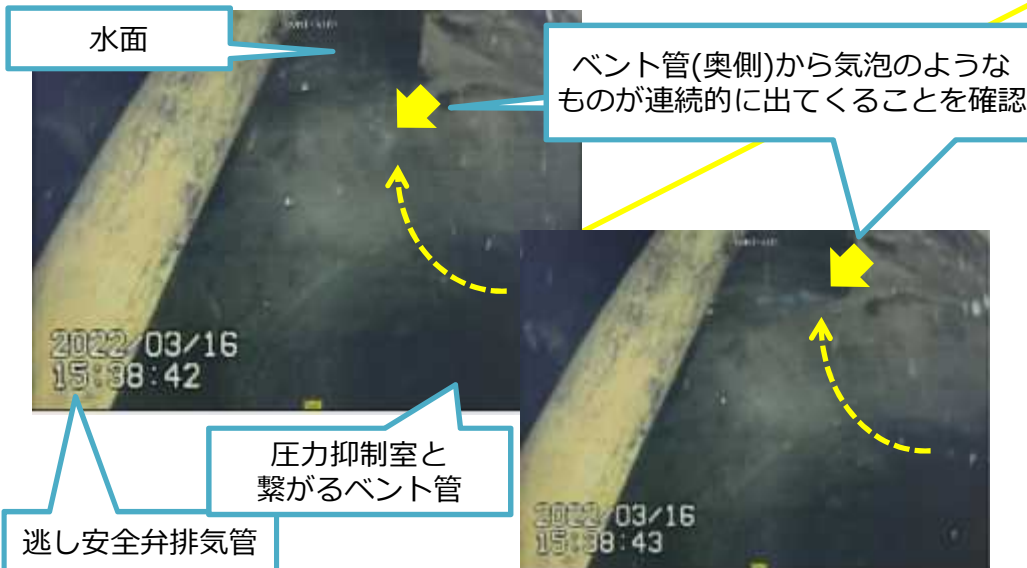 水面
ベント管(奥側)から気泡のような
ものが連続的に出てくることを確認
2022/03/16
15:38:42
圧力抑制室と
繋がるベント管
逃し安全弁排気管
2022/03/16
15:38:43